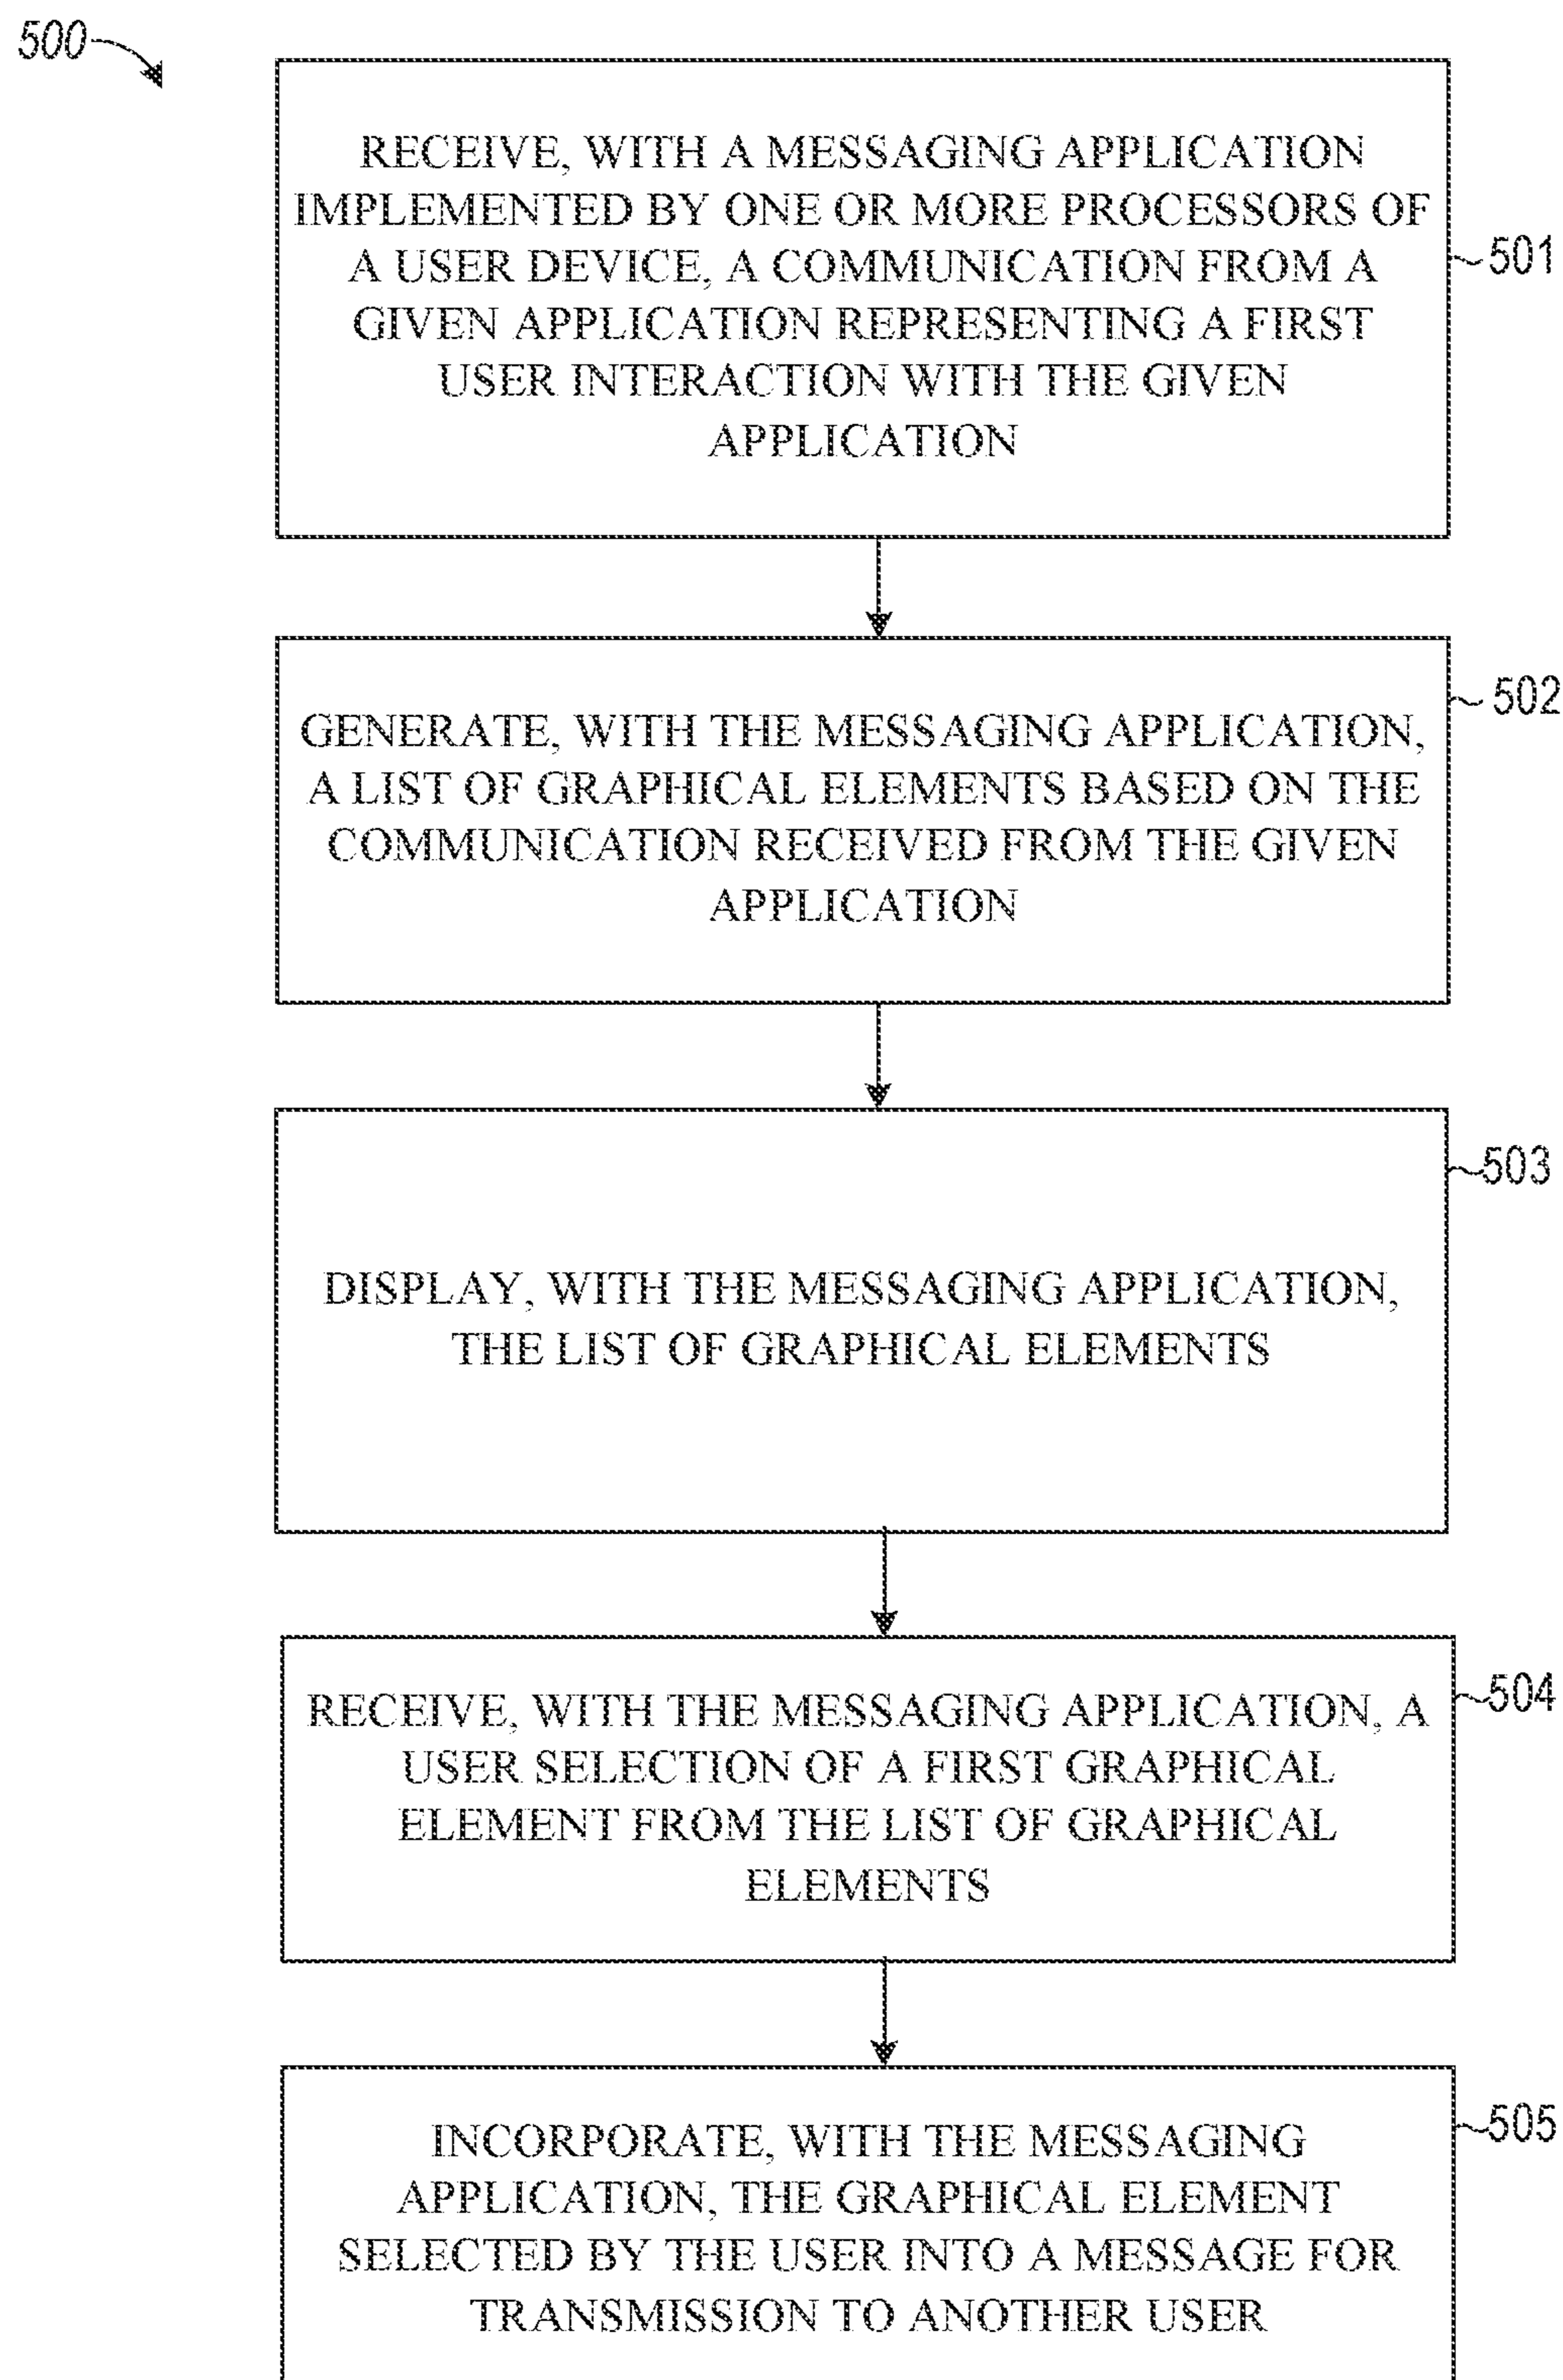 500
RECEIVE, WITH A MESSAGING APPLICATION
IMPLEMENTED BY ONE OR MORE PROCESSORS OF
A USER DEVICE, A COMMUNICATION FROM A
GIVEN APPLICATION REPRESENTING A FIRST
USER INTERACTION WITH THE GIVEN
APPLICATION
501
GENERATE, WITH THE MESSAGING APPLICATION,
A LIST OF GRAPHICAL ELEMENTS BASED ON THE
COMMUNICATION RECEIVED FROM THE GIVEN
APPLICATION
502
DISPLAY, WITH THE MESSAGING APPLICATION,
THE LIST OF GRAPHICAL ELEMENTS
503
RECEIVE, WITH THE MESSAGING APPLICATION, A
USER SELECTION OF A FIRST GRAPHICAL
ELEMENT FROM THE LIST OF GRAPHICAL
ELEMENTS
504
INCORPORATE, WITH THE MESSAGING
APPLICATION, THE GRAPHICAL ELEMENT
SELECTED BY THE USER INTO A MESSAGE FOR
TRANSMISSION TO ANOTHER USER
505